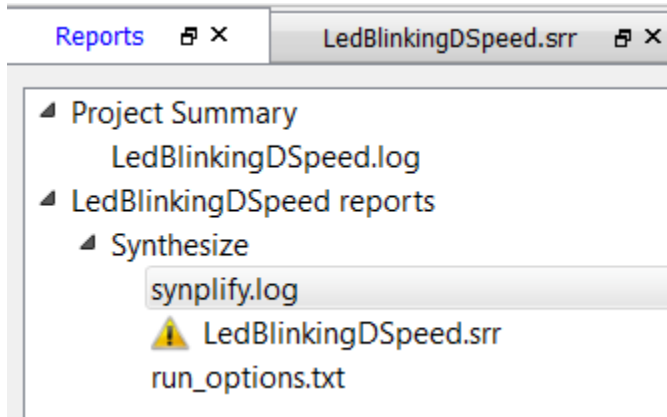 Reports LedBlinkingDSpeed.srr
Project Summary
LedBlinkingDSpeed.log
LedBlinkingDSpeed reports
Synthesize
synplify.log
LedBlinkingDSpeed.srr
run_options.txt